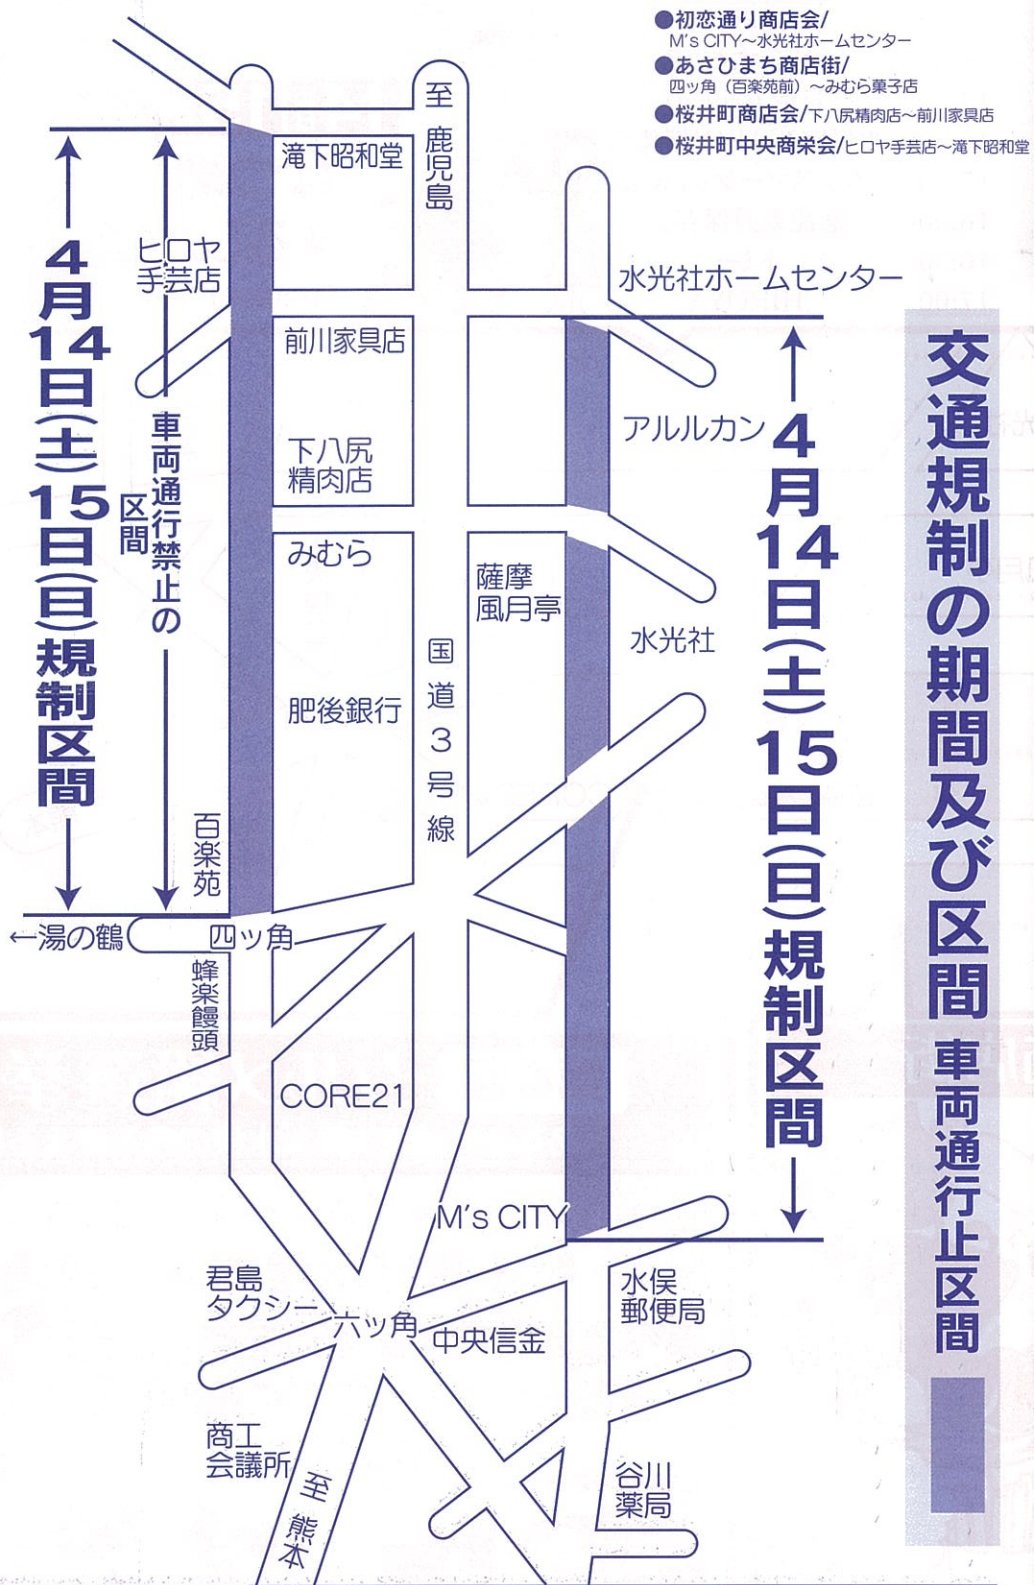 ●初恋通り商店会/
M's CITY〜水光社ホームセンター
●あさひまち商店街/
四ッ角（百楽苑前）〜みむら菓子店
●桜井町商店会/下八尻精肉店〜前川家具店
●桜井町中央商栄会/ヒロヤ手芸店〜滝下昭和堂
交通規制の期間及び区間 車両通行止区間
4月14日(土)15日(日)規制区間
車両通行禁止の
区間
4月14日(土)15日(日)規制区間
至 鹿児島
滝下昭和堂
ヒロヤ
手芸店
水光社ホームセンター
前川家具店
アルルカン
下八尻
精肉店
みむら
薩摩
風月亭
水光社
国道3号線
肥後銀行
百楽苑
←湯の鶴
四ッ角
蜂楽饅頭
CORE21
M's CITY
君島
タクシー
六ッ角
中央信金
水俣
郵便局
商工
会議所
至 熊本
谷川
薬局